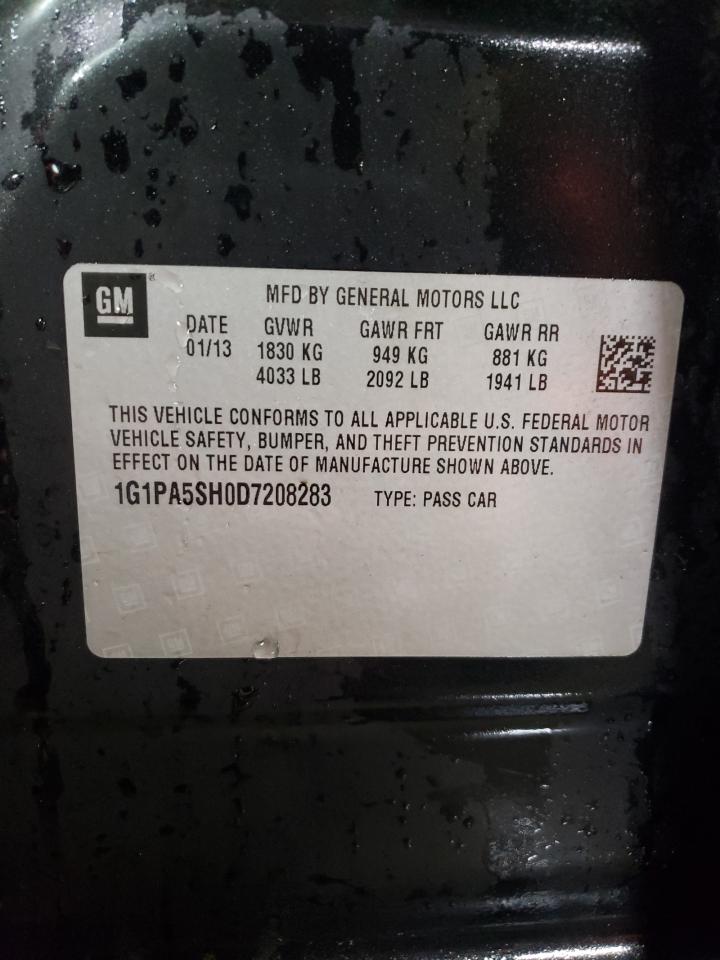 GM
MFD BY GENERAL MOTORS LLC
DATE GVWR GAWR FRT GAWR RR
01/13 1830 KG 949 KG 881 KG
4033 LB 2092 LB 1941 LB
THIS VEHICLE CONFORMS TO ALL APPLICABLE U.S. FEDERAL MOTOR
VEHICLE SAFETY, BUMPER, AND THEFT PREVENTION STANDARDS IN
EFFECT ON THE DATE OF MANUFACTURE SHOWN ABOVE.
1G1PA5SH0D7208283 TYPE: PASS CAR